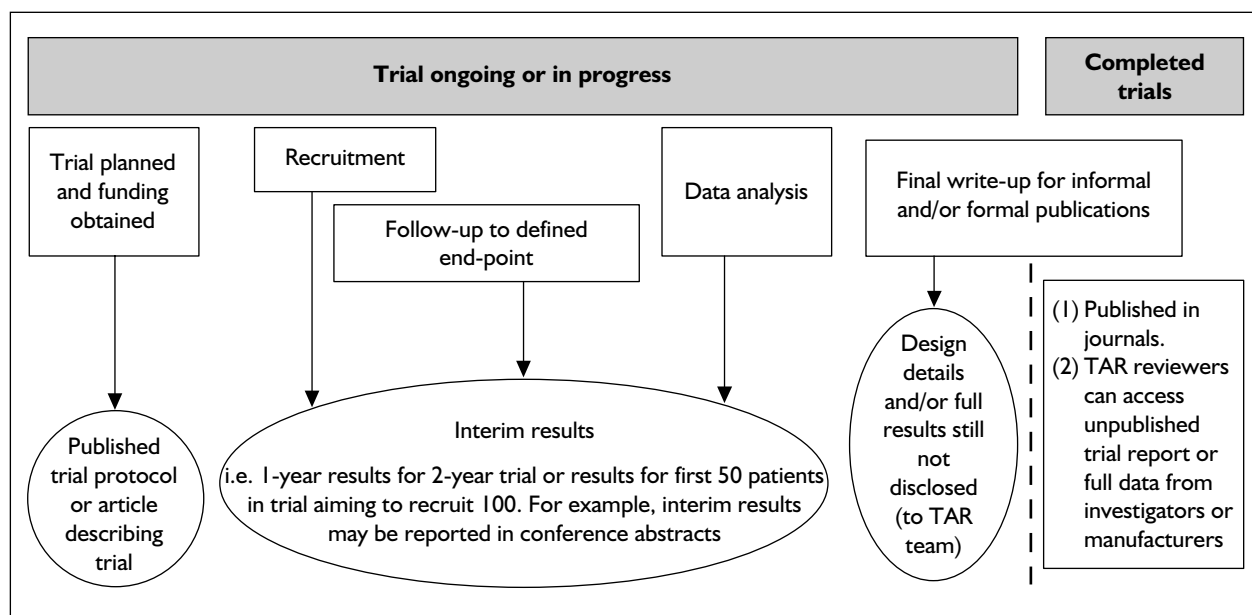 Trial ongoing or in progress
Completed
trials
Trial planned
and funding
obtained
Recruitment
Follow-up to defined
end-point
Data analysis
Final write-up for informal
and/or formal publications
Published
trial protocol
or article
describing
trial
Interim results
i.e. 1-year results for 2-year trial or results for first 50 patients
in trial aiming to recruit 100. For example, interim results
may be reported in conference abstracts
Design
details
and/or full
results still
not
disclosed
(to TAR
team)
(1) Published in
journals.
(2) TAR reviewers
can access
unpublished
trial report or
full data from
investigators or
manufacturers